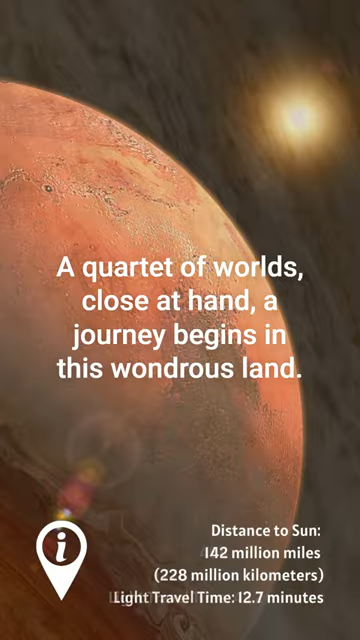 A quartet of worlds,
close at hand, a
journey begins in
this wondrous land.
i
Distance to Sun:
142 million miles
(228 million kilometers)
Light Travel Time: 12.7 minutes